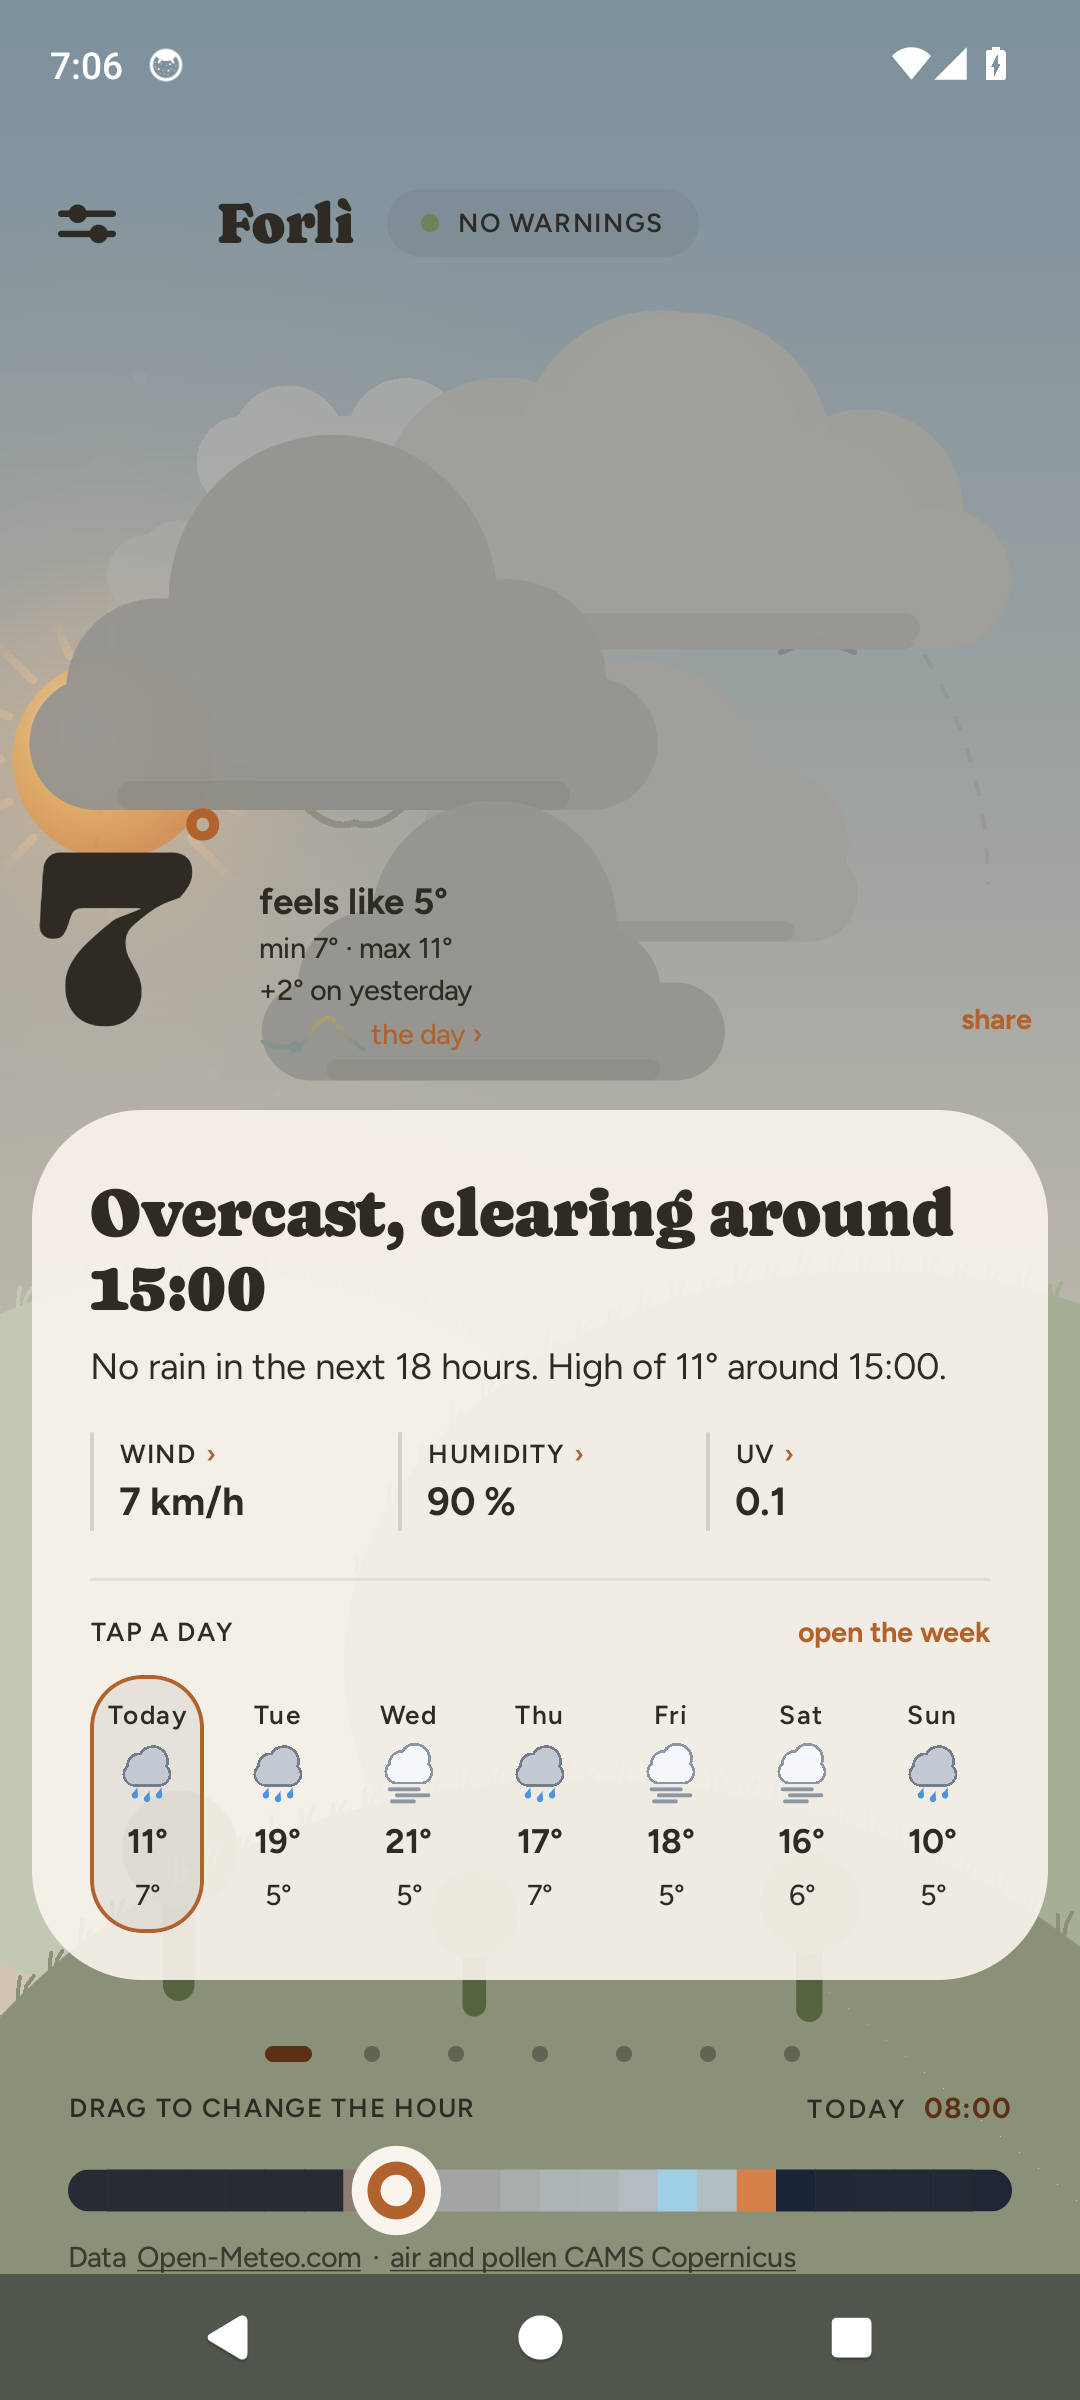 7:06
Forlì
NO WARNINGS
7°
feels like 5°
min 7° · max 11°
+2° on yesterday
the day ›
share
Overcast, clearing around
15:00
No rain in the next 18 hours. High of 11° around 15:00.
WIND › HUMIDITY › UV ›
7 km/h 90 % 0.1
TAP A DAY open the week
Today Tue Wed Thu Fri Sat Sun
11° 19° 21° 17° 18° 16° 10°
7° 5° 5° 7° 5° 6° 5°
DRAG TO CHANGE THE HOUR TODAY 08:00
Data Open-Meteo.com · air and pollen CAMS Copernicus